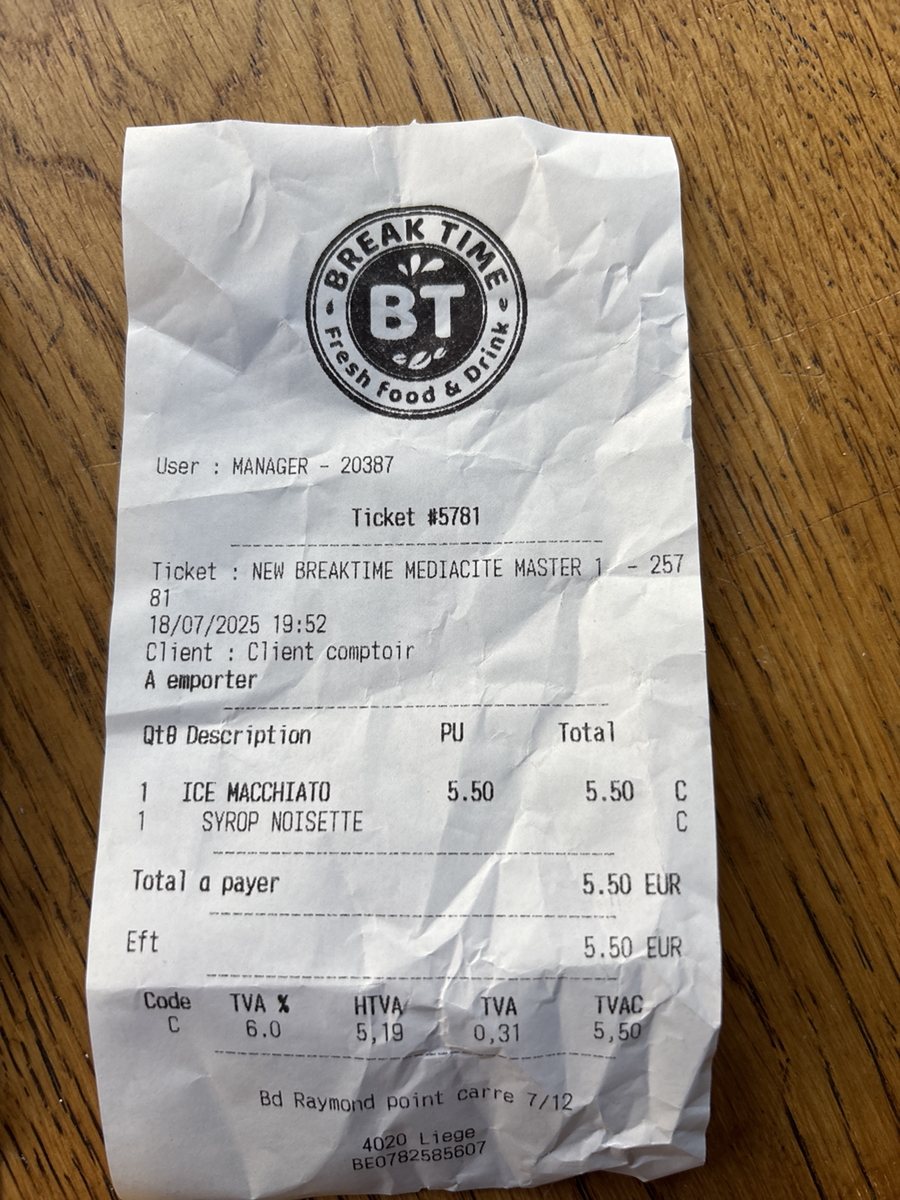 BREAK TIME
BT
Fresh food & Drink
User : MANAGER - 20387
Ticket #5781
Ticket : NEW BREAKTIME MEDIACITE MASTER 1 - 257
81
18/07/2025 19:52
Client : Client comptoir
A emporter
Qt8 Description PU Total
1 ICE MACCHIATO 5.50 5.50 C
1 SYROP NOISETTE C
Total a payer 5.50 EUR
Eft 5.50 EUR
Code TVA % HTVA TVA TVAC
C 6.0 5,19 0,31 5,50
Bd Raymond point carre 7/12
4020 Liege
BE0782585607